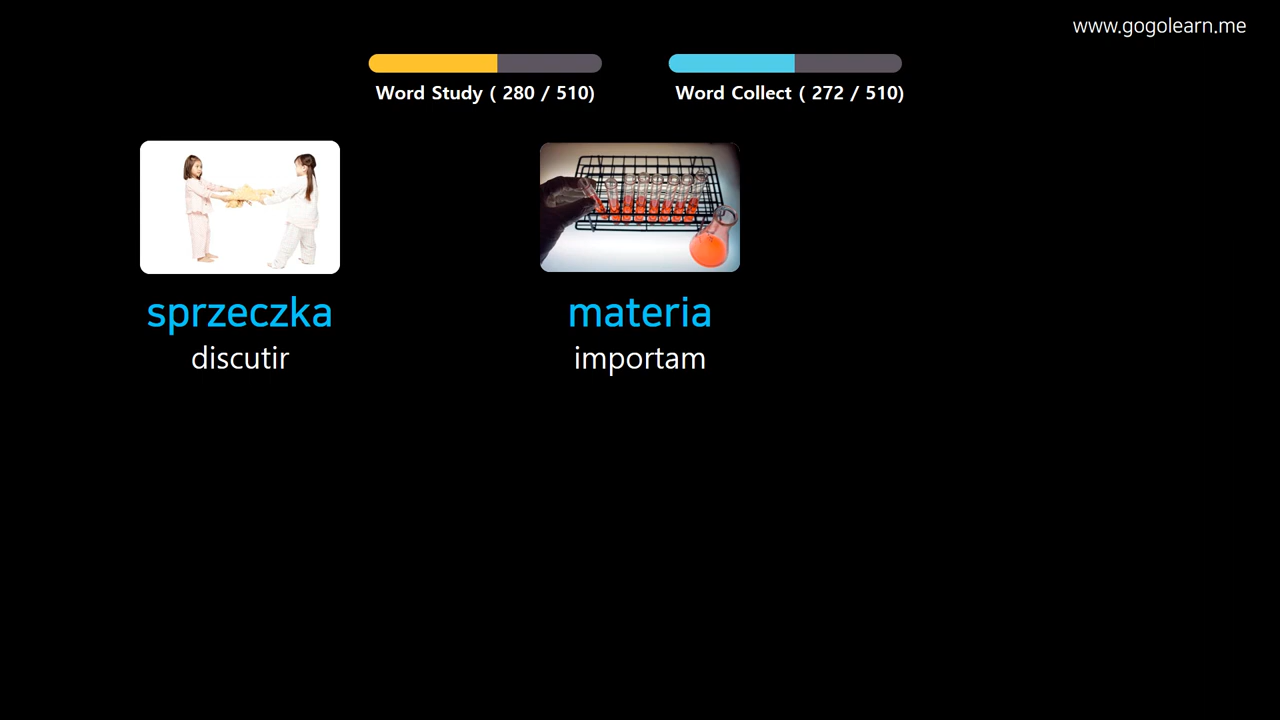 www.gogolearn.me
Word Study ( 280 / 510)
Word Collect ( 272 / 510)
sprzeczka
discutir
materia
importam